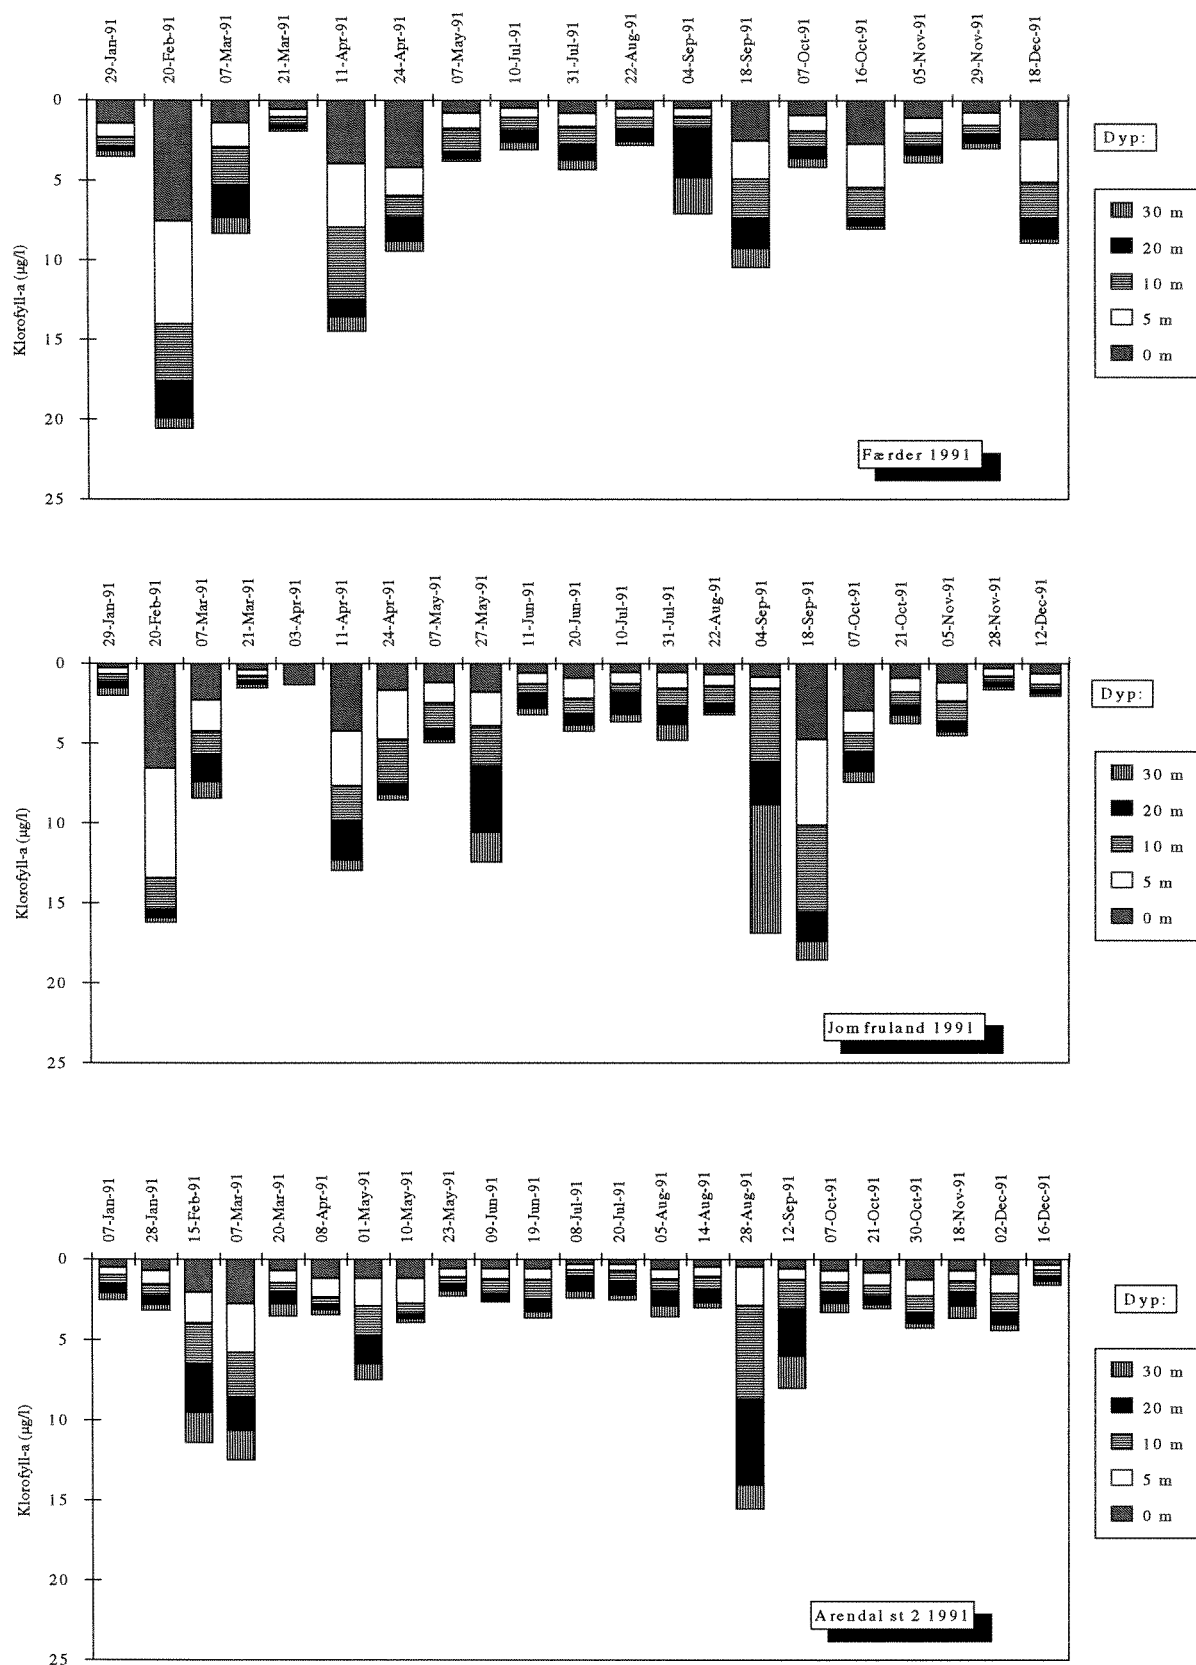 29-Jan-91
20-Feb-91
07-Mar-91
21-Mar-91
11-Apr-91
24-Apr-91
07-May-91
10-Jul-91
31-Jul-91
22-Aug-91
04-Sep-91
18-Sep-91
07-Oct-91
16-Oct-91
05-Nov-91
29-Nov-91
18-Dec-91
0
5
10
15
20
25
Klorofyll-a (µg/l)
Dyp:
30 m
20 m
10 m
5 m
0 m
Færder 1991
29-Jan-91
20-Feb-91
07-Mar-91
21-Mar-91
03-Apr-91
11-Apr-91
24-Apr-91
07-May-91
27-May-91
11-Jun-91
20-Jun-91
10-Jul-91
31-Jul-91
22-Aug-91
04-Sep-91
18-Sep-91
07-Oct-91
21-Oct-91
05-Nov-91
28-Nov-91
12-Dec-91
0
5
10
15
20
25
Klorofyll-a (µg/l)
Dyp:
30 m
20 m
10 m
5 m
0 m
Jomfruland 1991
07-Jan-91
28-Jan-91
15-Feb-91
07-Mar-91
20-Mar-91
08-Apr-91
01-May-91
10-May-91
23-May-91
09-Jun-91
19-Jun-91
08-Jul-91
20-Jul-91
05-Aug-91
14-Aug-91
28-Aug-91
12-Sep-91
07-Oct-91
21-Oct-91
30-Oct-91
18-Nov-91
02-Dec-91
16-Dec-91
0
5
10
15
20
25
Klorofyll-a (µg/l)
Dyp:
30 m
20 m
10 m
5 m
0 m
Arendal st 2 1991